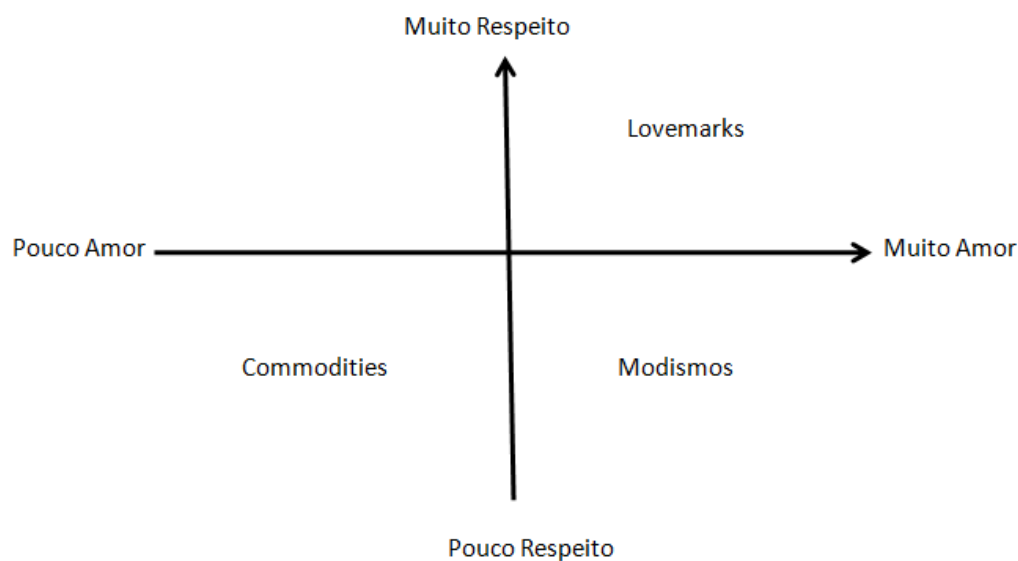 Muito Respeito
Lovemarks
Pouco Amor
Muito Amor
Commodities
Modismos
Pouco Respeito